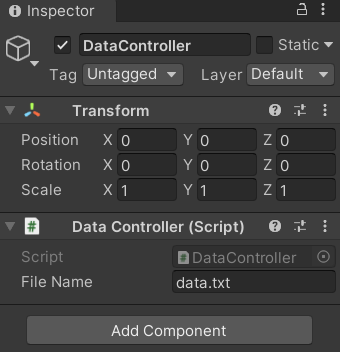 Inspector
DataController Static
Tag Untagged Layer Default
Transform
Position X 0 Y 0 Z 0
Rotation X 0 Y 0 Z 0
Scale X 1 Y 1 Z 1
Data Controller (Script)
Script # DataController
File Name data.txt
Add Component